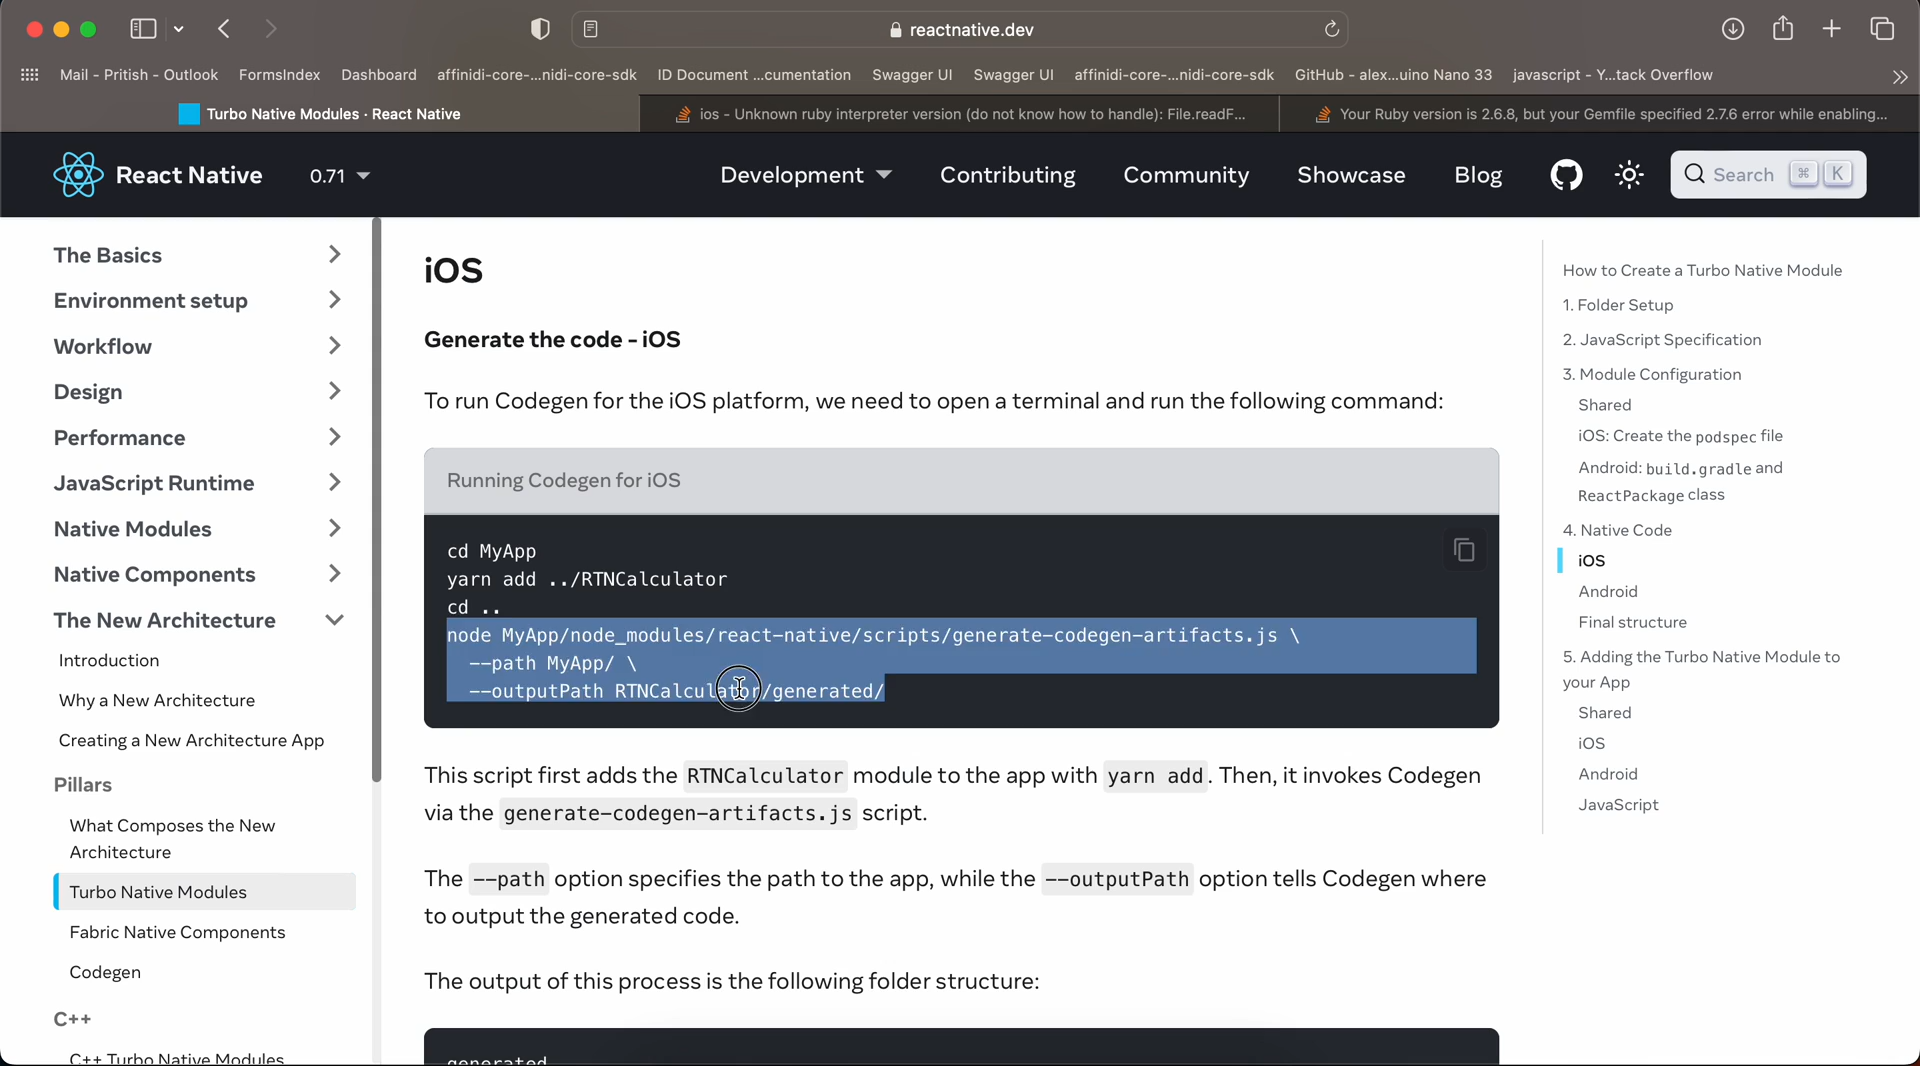 reactnative.dev
Mail - Pritish - Outlook
FormsIndex
Dashboard
affinidi-core-...nidi-core-sdk
ID Document ...cumentation
Swagger UI
Swagger UI
affinidi-core-...nidi-core-sdk
GitHub - alex...uino Nano 33
javascript - Y...tack Overflow
Turbo Native Modules · React Native
ios - Unknown ruby interpreter version (do not know how to handle): File.readF...
Your Ruby version is 2.6.8, but your Gemfile specified 2.7.6 error while enabling...
React Native
0.71
Development
Contributing
Community
Showcase
Blog
Search
⌘
K
The Basics
Environment setup
Workflow
Design
Performance
JavaScript Runtime
Native Modules
Native Components
The New Architecture
Introduction
Why a New Architecture
Creating a New Architecture App
Pillars
What Composes the New
Architecture
Turbo Native Modules
Fabric Native Components
Codegen
C++
C++ Turbo Native Modules
iOS
Generate the code - iOS
To run Codegen for the iOS platform, we need to open a terminal and run the following command:
Running Codegen for iOS
cd MyApp
yarn add ../RTNCalculator
cd ..
node MyApp/node_modules/react-native/scripts/generate-codegen-artifacts.js \
--path MyApp/ \
--outputPath RTNCalculator/generated/
This script first adds the RTNCalculator module to the app with yarn add. Then, it invokes Codegen
via the generate-codegen-artifacts.js script.
The --path option specifies the path to the app, while the --outputPath option tells Codegen where
to output the generated code.
The output of this process is the following folder structure:
generated
How to Create a Turbo Native Module
1. Folder Setup
2. JavaScript Specification
3. Module Configuration
Shared
iOS: Create the podspec file
Android: build.gradle and
ReactPackage class
4. Native Code
iOS
Android
Final structure
5. Adding the Turbo Native Module to
your App
Shared
iOS
Android
JavaScript